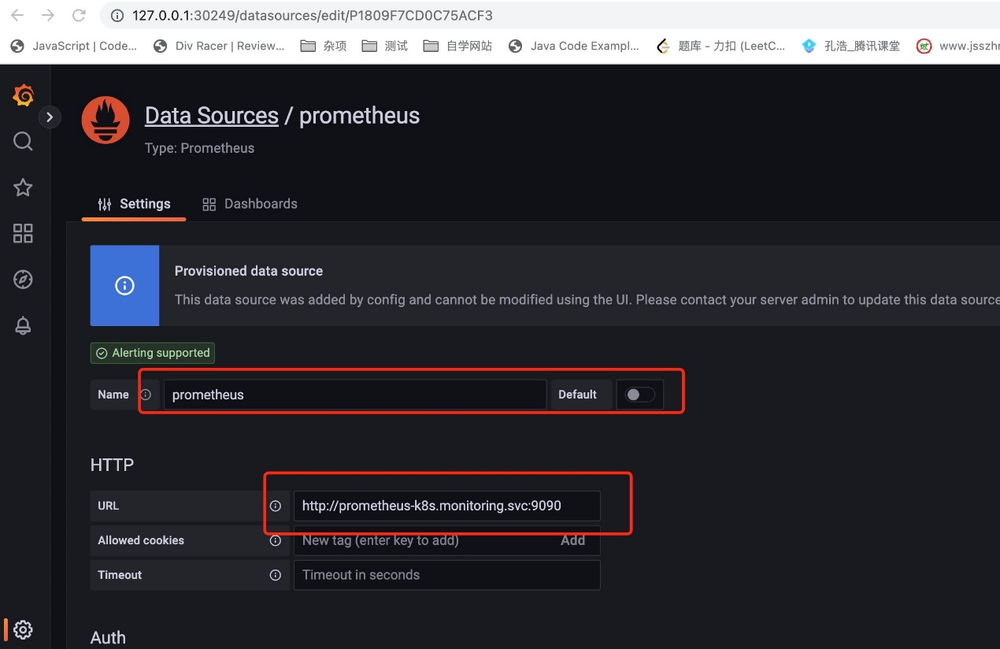 127.0.0.1:30249/datasources/edit/P1809F7CD0C75ACF3
JavaScript | Code... Div Racer | Review... 杂项 测试 自学网站 Java Code Exampl... 题库 - 力扣 (LeetC... 孔浩_腾讯课堂 www.jsszhr
Data Sources / prometheus
Type: Prometheus
Settings Dashboards
Provisioned data source
This data source was added by config and cannot be modified using the UI. Please contact your server admin to update this data source
Alerting supported
Name prometheus Default
HTTP
URL http://prometheus-k8s.monitoring.svc:9090
Allowed cookies New tag (enter key to add) Add
Timeout Timeout in seconds
Auth